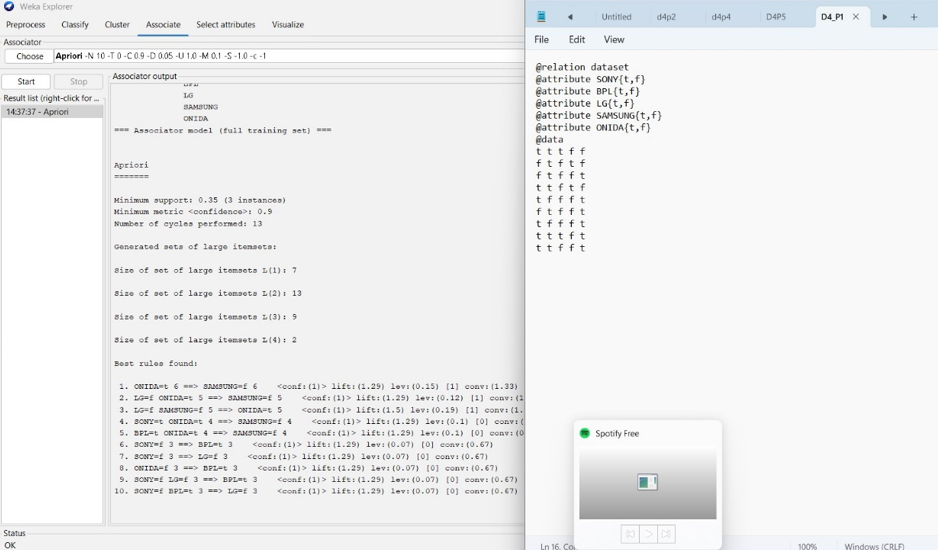 Weka Explorer
Preprocess Classify Cluster Associate Select attributes Visualize
Associator
Choose Apriori -N 10 -T 0 -C 0.9 -D 0.05 -U 1.0 -M 0.1 -S -1.0 -c -1
Start Stop
Result list (right-click for ...
14:37:37 - Apriori
Associator output
BPL
LG
SAMSUNG
ONIDA
=== Associator model (full training set) ===
Apriori
=======
Minimum support: 0.35 (3 instances)
Minimum metric <confidence>: 0.9
Number of cycles performed: 13
Generated sets of large itemsets:
Size of set of large itemsets L(1): 7
Size of set of large itemsets L(2): 13
Size of set of large itemsets L(3): 9
Size of set of large itemsets L(4): 2
Best rules found:
1. ONIDA=t 6 ==> SAMSUNG=f 6 <conf:(1)> lift:(1.29) lev:(0.15) [1] conv:(1.33)
2. LG=f ONIDA=t 5 ==> SAMSUNG=f 5 <conf:(1)> lift:(1.29) lev:(0.12) [1] conv:(1
3. LG=f SAMSUNG=f 5 ==> ONIDA=t 5 <conf:(1)> lift:(1.5) lev:(0.19) [1] conv:(1.
4. SONY=t ONIDA=t 4 ==> SAMSUNG=f 4 <conf:(1)> lift:(1.29) lev:(0.1) [0] conv:(0
5. BPL=t ONIDA=t 4 ==> SAMSUNG=f 4 <conf:(1)> lift:(1.29) lev:(0.1) [0] conv:(0
6. SONY=f 3 ==> BPL=t 3 <conf:(1)> lift:(1.29) lev:(0.07) [0] conv:(0.67)
7. SONY=f 3 ==> LG=f 3 <conf:(1)> lift:(1.29) lev:(0.07) [0] conv:(0.67)
8. ONIDA=f 3 ==> BPL=t 3 <conf:(1)> lift:(1.29) lev:(0.07) [0] conv:(0.67)
9. SONY=f LG=f 3 ==> BPL=t 3 <conf:(1)> lift:(1.29) lev:(0.07) [0] conv:(0.67)
10. SONY=f BPL=t 3 ==> LG=f 3 <conf:(1)> lift:(1.29) lev:(0.07) [0] conv:(0.67)
Status
OK
Untitled d4p2 d4p4 D4P5 D4_P1
File Edit View
@relation dataset
@attribute SONY{t,f}
@attribute BPL{t,f}
@attribute LG{t,f}
@attribute SAMSUNG{t,f}
@attribute ONIDA{t,f}
@data
t t t f f
f t f t f
f t f f t
t t f t f
t f f f t
f t f f t
t f f f t
t t t f t
t t f f t
Spotify Free
Ln 16, Co 100% Windows (CRLF)